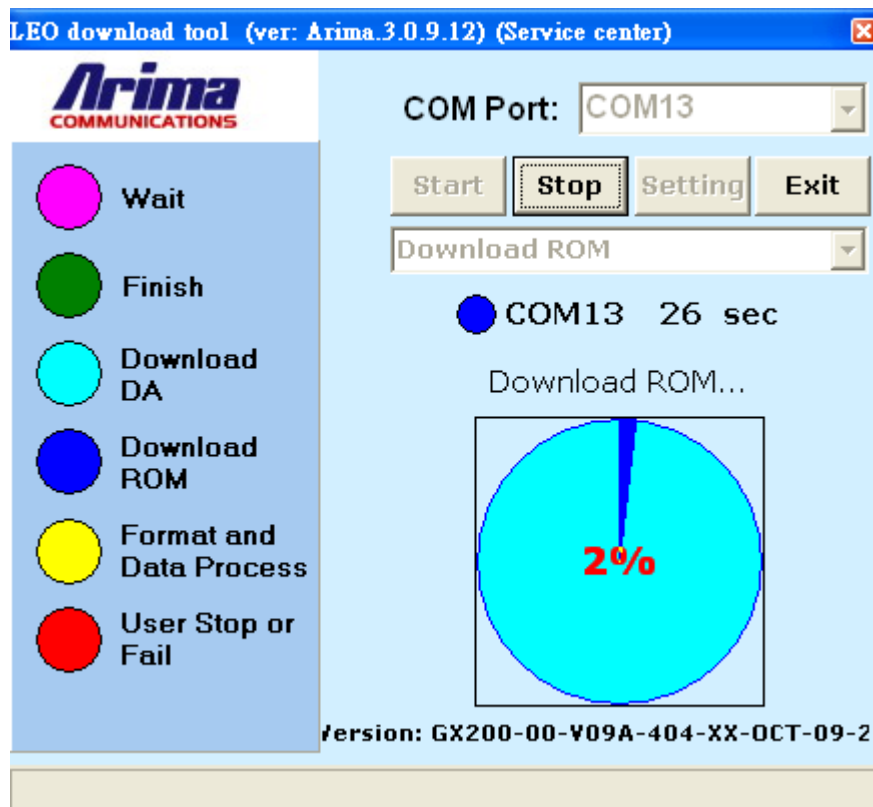 LEO download tool (ver: Arima.3.0.9.12) (Service center)
Arima
COMMUNICATIONS
COM Port: COM13
Start Stop Setting Exit
Download ROM
COM13 26 sec
Download ROM...
2%
Wait
Finish
Download
DA
Download
ROM
Format and
Data Process
User Stop or
Fail
Version: GX200-00-V09A-404-XX-OCT-09-2